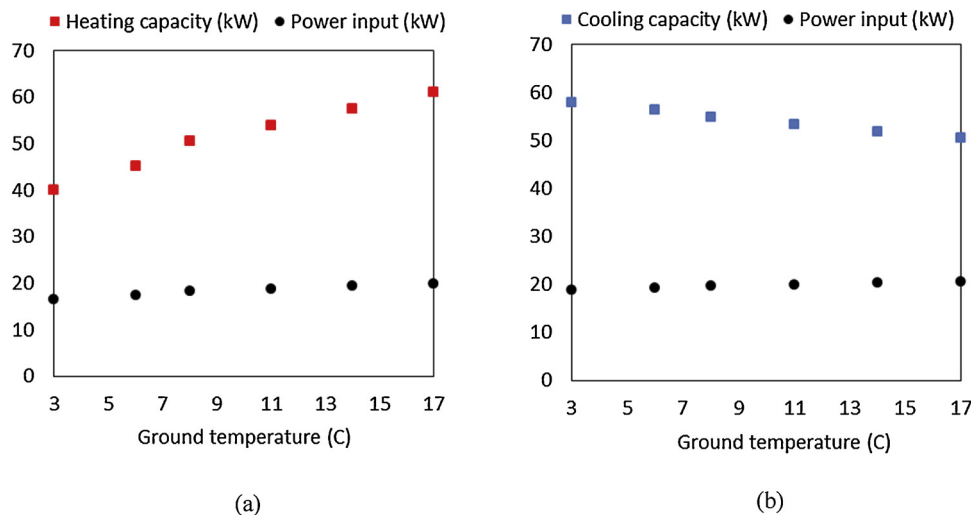 Heating capacity (kW) Power input (kW)
70
60
50
40
30
20
10
0
3 5 7 9 11 13 15 17
Ground temperature (C)
(a)
Cooling capacity (kW) Power input (kW)
70
60
50
40
30
20
10
0
3 5 7 9 11 13 15 17
Ground temperature (C)
(b)